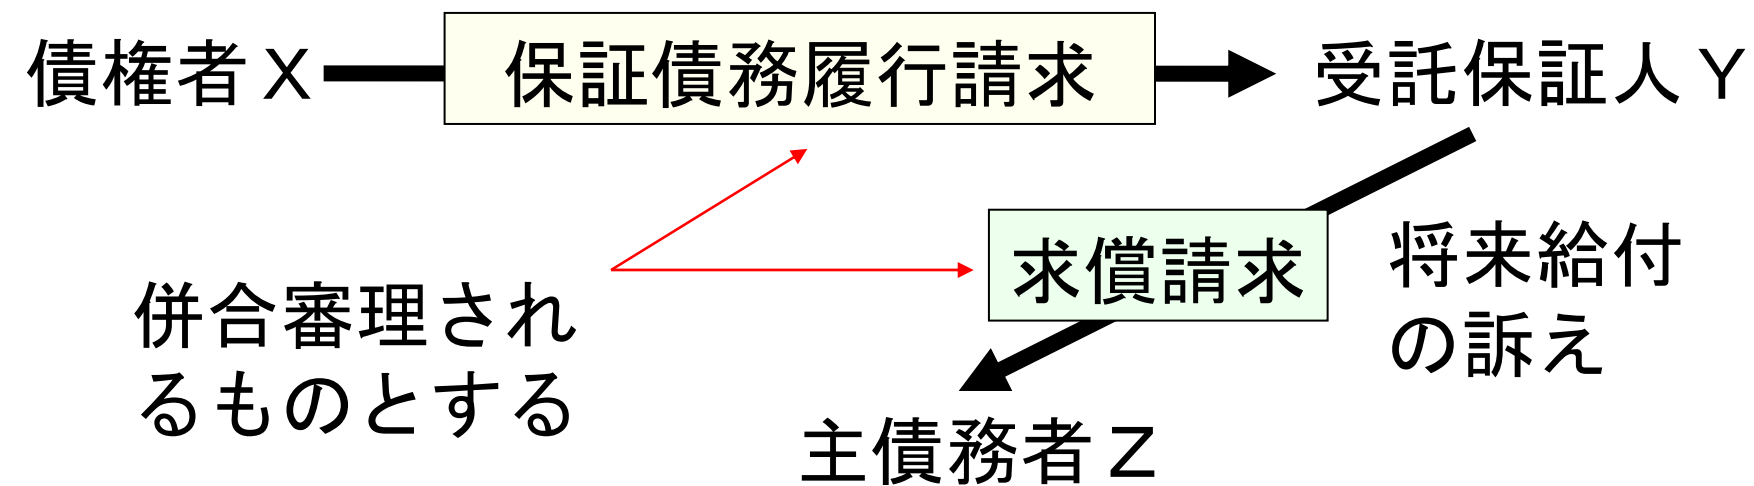 債権者X
保証債務履行請求
受託保証人Y
求償請求
将来給付
の訴え
併合審理され
るものとする
主債務者Z